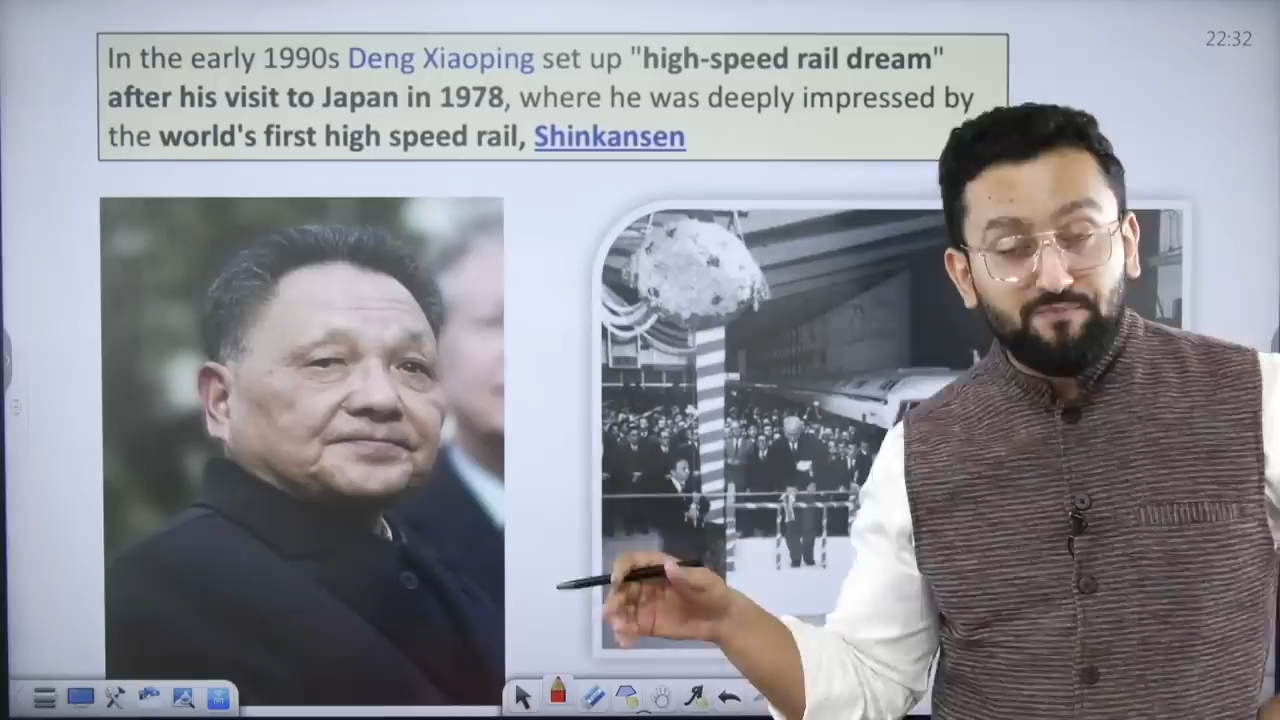 22:32
In the early 1990s Deng Xiaoping set up "high-speed rail dream"
after his visit to Japan in 1978, where he was deeply impressed by
the world's first high speed rail, Shinkansen